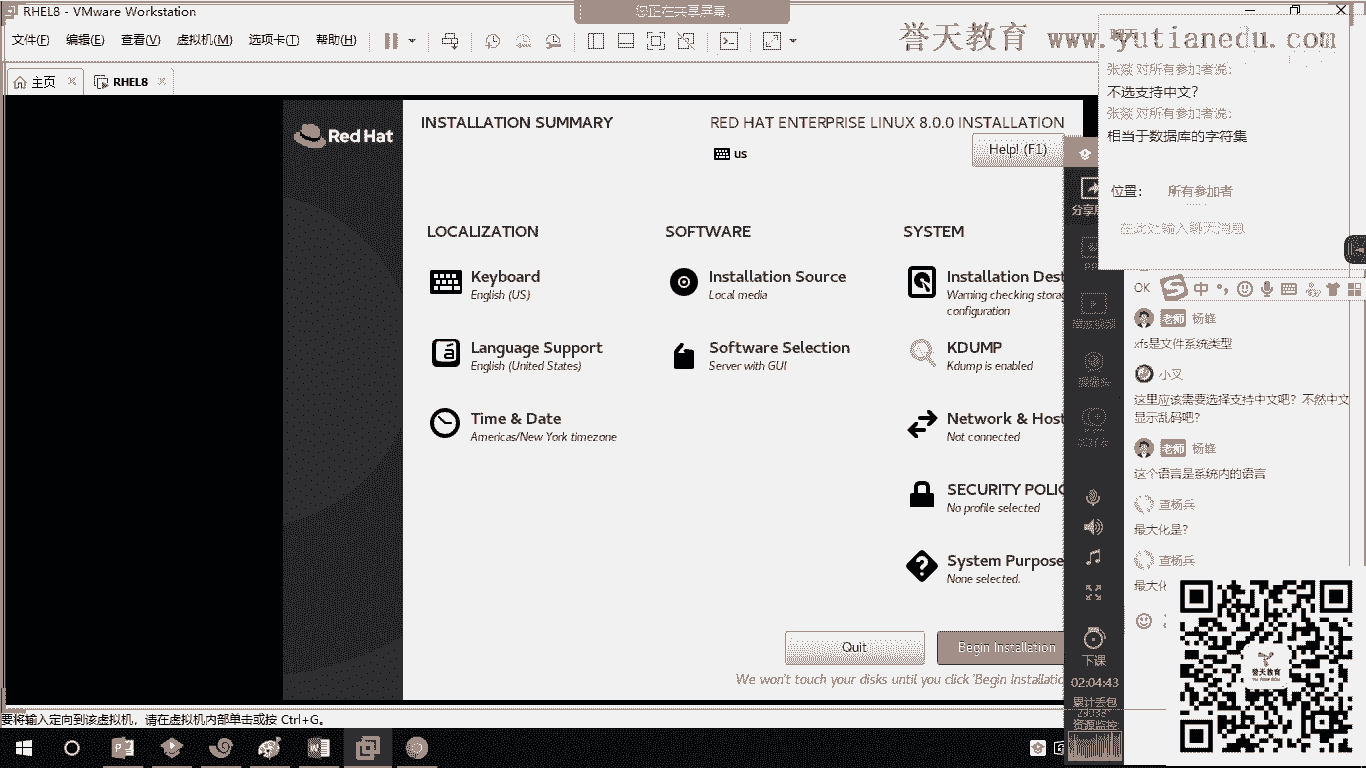 RHEL8 - VMware Workstation
您正在共享屏幕。
文件(F) 编辑(E) 查看(V) 虚拟机(M) 选项卡(T) 帮助(H)
誉天教育 www.yutianedu.com
主页 RHEL8
聊天
张燚 对所有参加者说:
不选支持中文?
张燚 对所有参加者说:
相当于数据库的字符集
位置: 所有参加者
在此处输入聊天消息
Red Hat
INSTALLATION SUMMARY
RED HAT ENTERPRISE LINUX 8.0.0 INSTALLATION
us
Help! (F1)
LOCALIZATION
Keyboard
English (US)
Language Support
English (United States)
Time & Date
Americas/New York timezone
SOFTWARE
Installation Source
Local media
Software Selection
Server with GUI
SYSTEM
Installation Dest
Warning checking storag
configuration
KDUMP
Kdump is enabled
Network & Host
Not connected
SECURITY POLIC
No profile selected
System Purpose
None selected.
Quit
Begin Installation
We won't touch your disks until you click 'Begin Installatio
分享
下课
02:04:43
累计丢包
资源监控
OK
中
老师 杨锋
xfs是文件系统类型
小叉
这里应该需要选择支持中文吧?不然中文
显示乱码吧?
老师 杨锋
这个语言是系统内的语言
查杨兵
最大化是?
查杨兵
最大化
誉天教育
要将输入定向到该虚拟机,请在虚拟机内部单击或按 Ctrl+G。